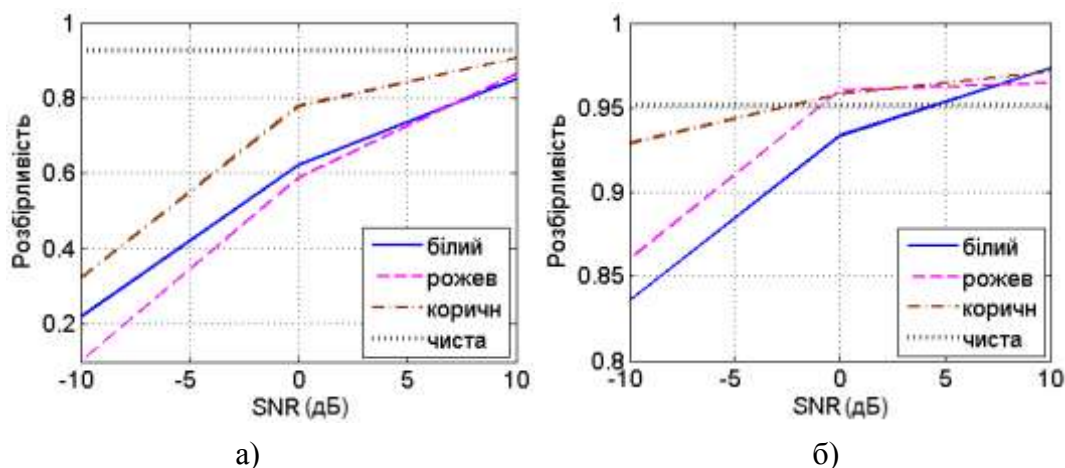 1
0.8
0.6
0.4
0.2
Розбірливість
-10 -5 0 5 10
SNR (дБ)
білий
рожев
коричн
чиста
а)
1
0.95
0.9
0.85
0.8
Розбірливість
-10 -5 0 5 10
SNR (дБ)
білий
рожев
коричн
чиста
б)